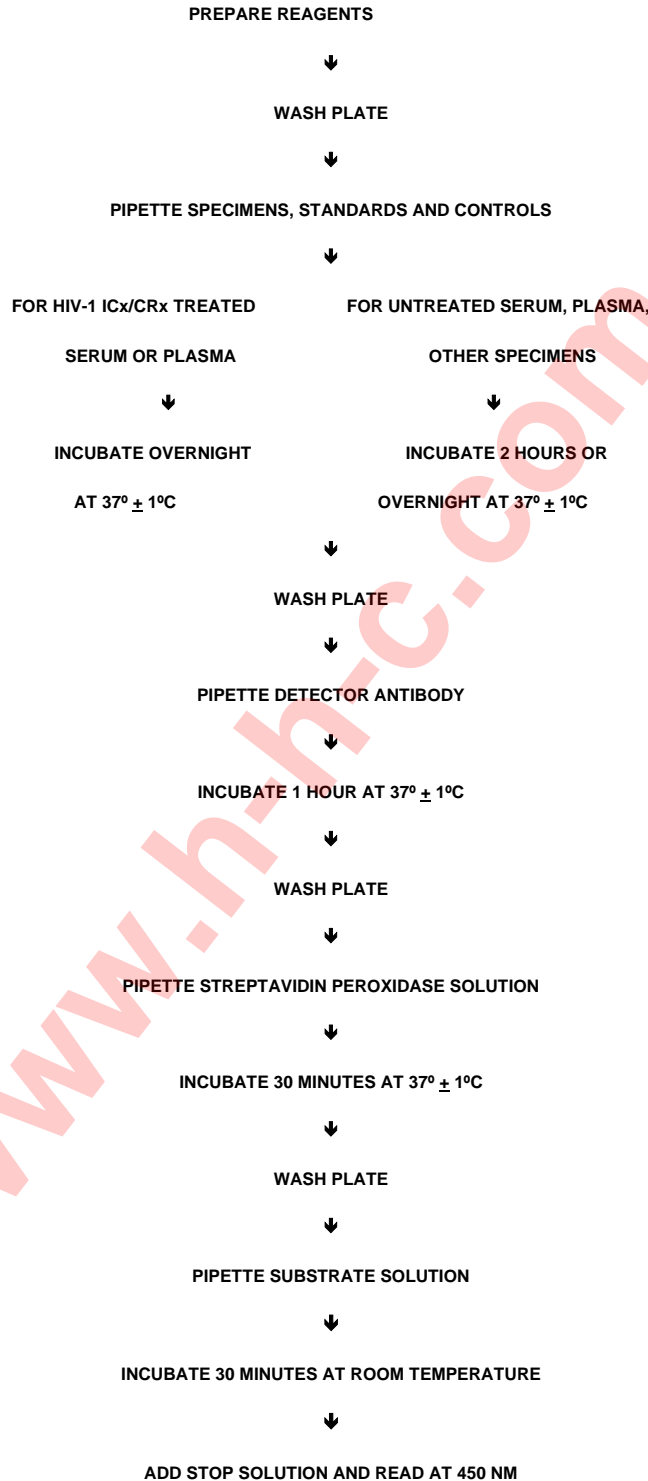 PREPARE REAGENTS
🡻
WASH PLATE
🡻
PIPETTE SPECIMENS, STANDARDS AND CONTROLS
🡻
FOR HIV-1 ICx/CRx TREATED FOR UNTREATED SERUM, PLASMA,
SERUM OR PLASMA OTHER SPECIMENS
🡻 🡻
INCUBATE OVERNIGHT INCUBATE 2 HOURS OR
AT 37º ± 1ºC OVERNIGHT AT 37º ± 1ºC
🡻
WASH PLATE
🡻
PIPETTE DETECTOR ANTIBODY
🡻
INCUBATE 1 HOUR AT 37º ± 1ºC
🡻
WASH PLATE
🡻
PIPETTE STREPTAVIDIN PEROXIDASE SOLUTION
🡻
INCUBATE 30 MINUTES AT 37º ± 1ºC
🡻
WASH PLATE
🡻
PIPETTE SUBSTRATE SOLUTION
🡻
INCUBATE 30 MINUTES AT ROOM TEMPERATURE
🡻
ADD STOP SOLUTION AND READ AT 450 NM
www.h-h-c.com